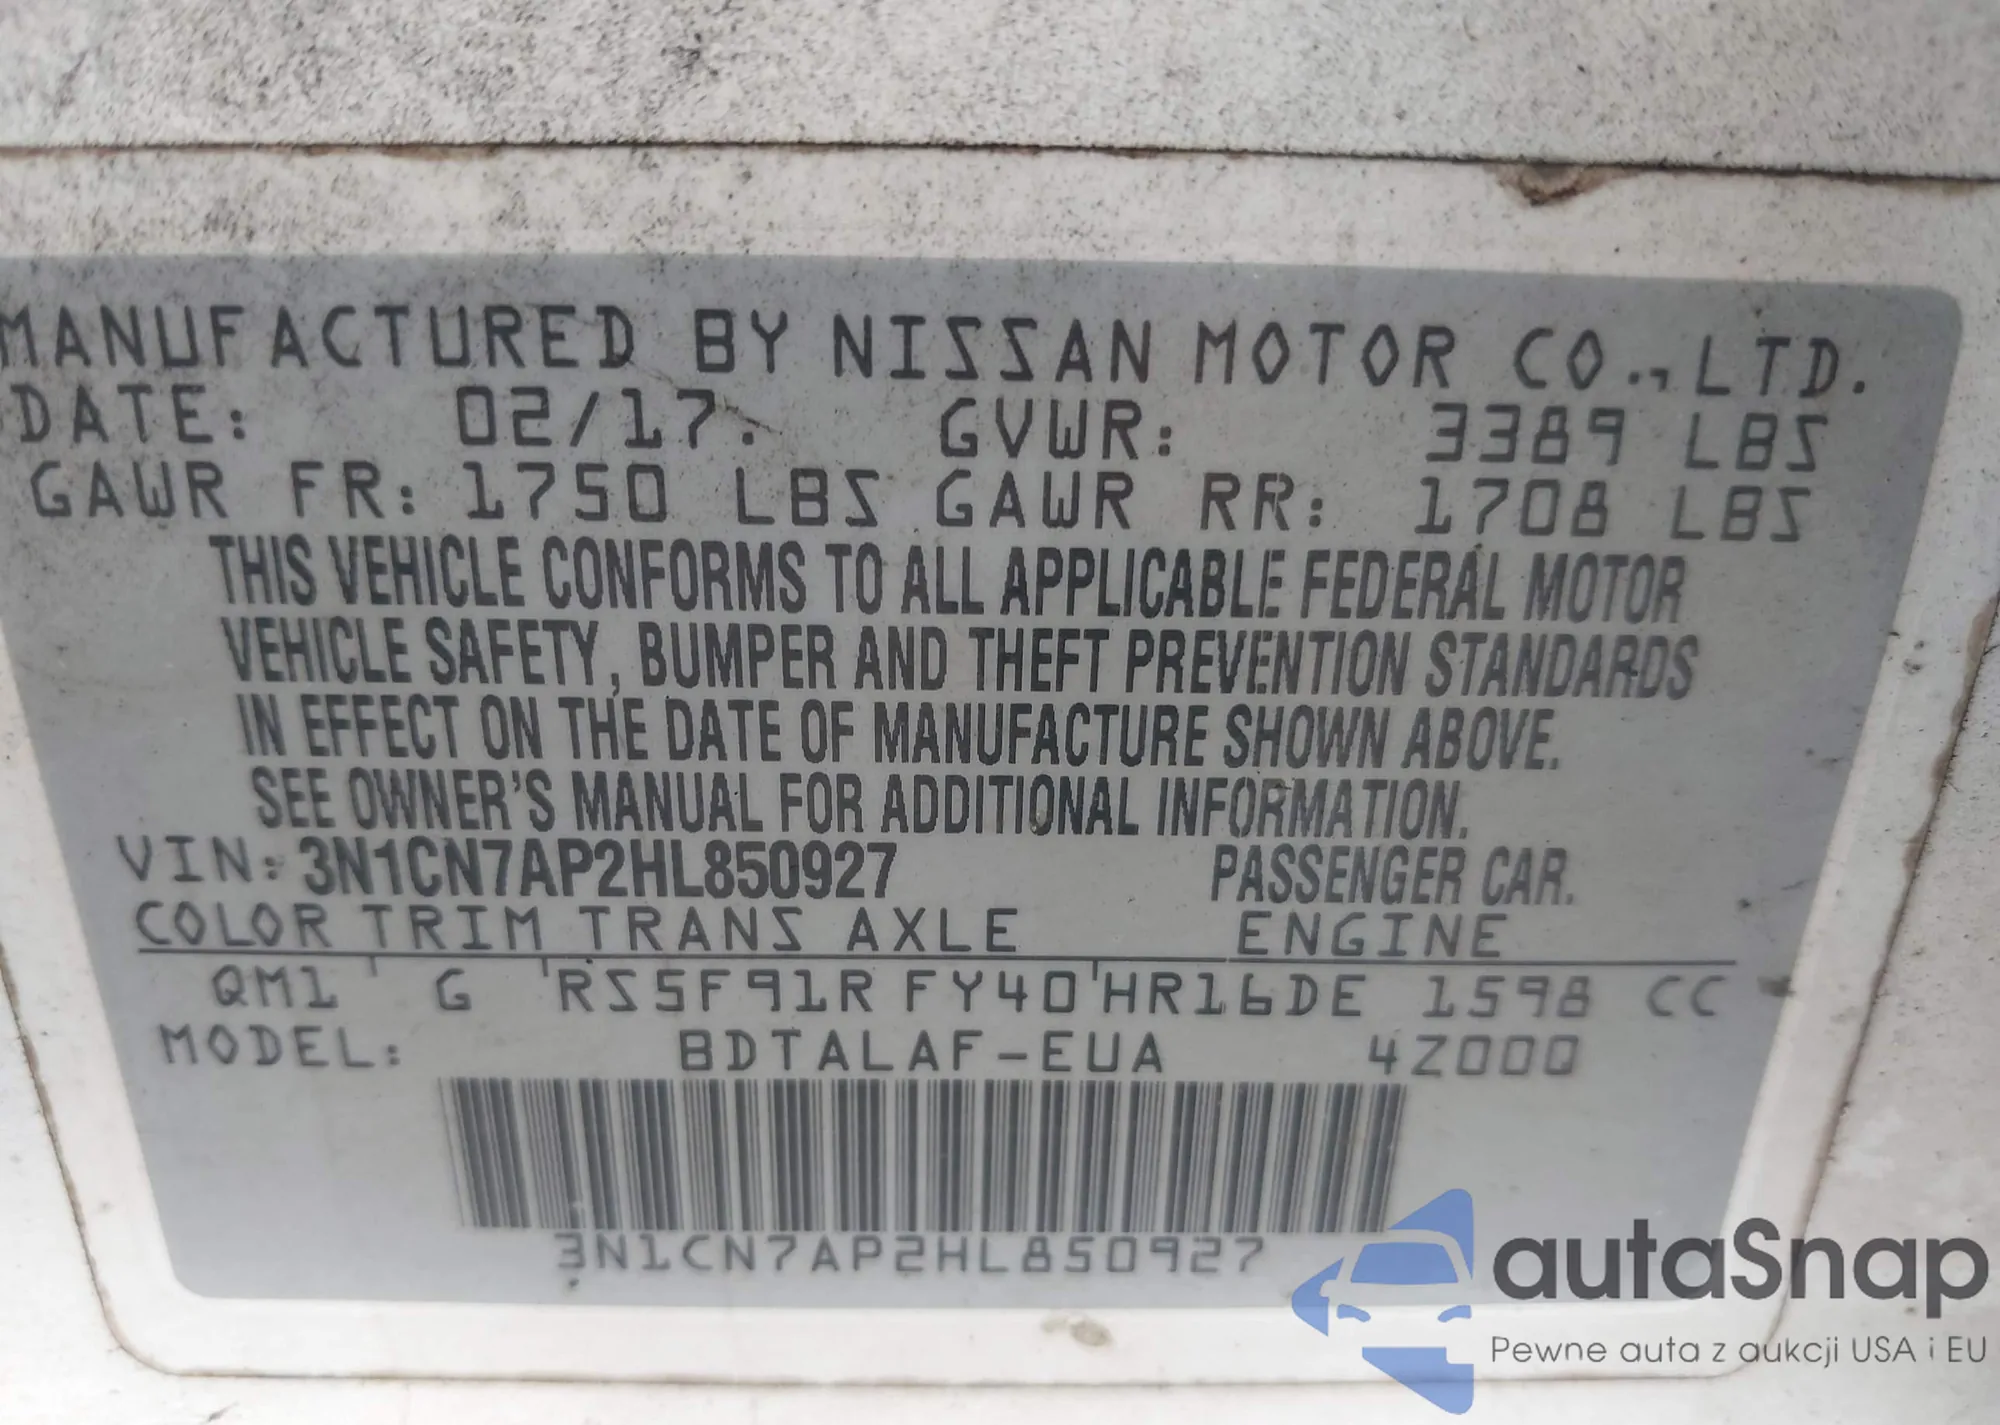 MANUFACTURED BY NISSAN MOTOR CO.,LTD.
DATE: 02/17. GVWR: 3389 LBS
GAWR FR: 1750 LBS GAWR RR: 1708 LBS
THIS VEHICLE CONFORMS TO ALL APPLICABLE FEDERAL MOTOR
VEHICLE SAFETY, BUMPER AND THEFT PREVENTION STANDARDS
IN EFFECT ON THE DATE OF MANUFACTURE SHOWN ABOVE.
SEE OWNER'S MANUAL FOR ADDITIONAL INFORMATION.
VIN: 3N1CN7AP2HL850927 PASSENGER CAR.
COLOR TRIM TRANS AXLE ENGINE
QM1 G RS5F91R FY40 HR16DE 1598 CC
MODEL: BDTALAF-EUA 4Z00Q
3N1CN7AP2HL850927
autaSnap
Pewne auta z aukcji USA i EU